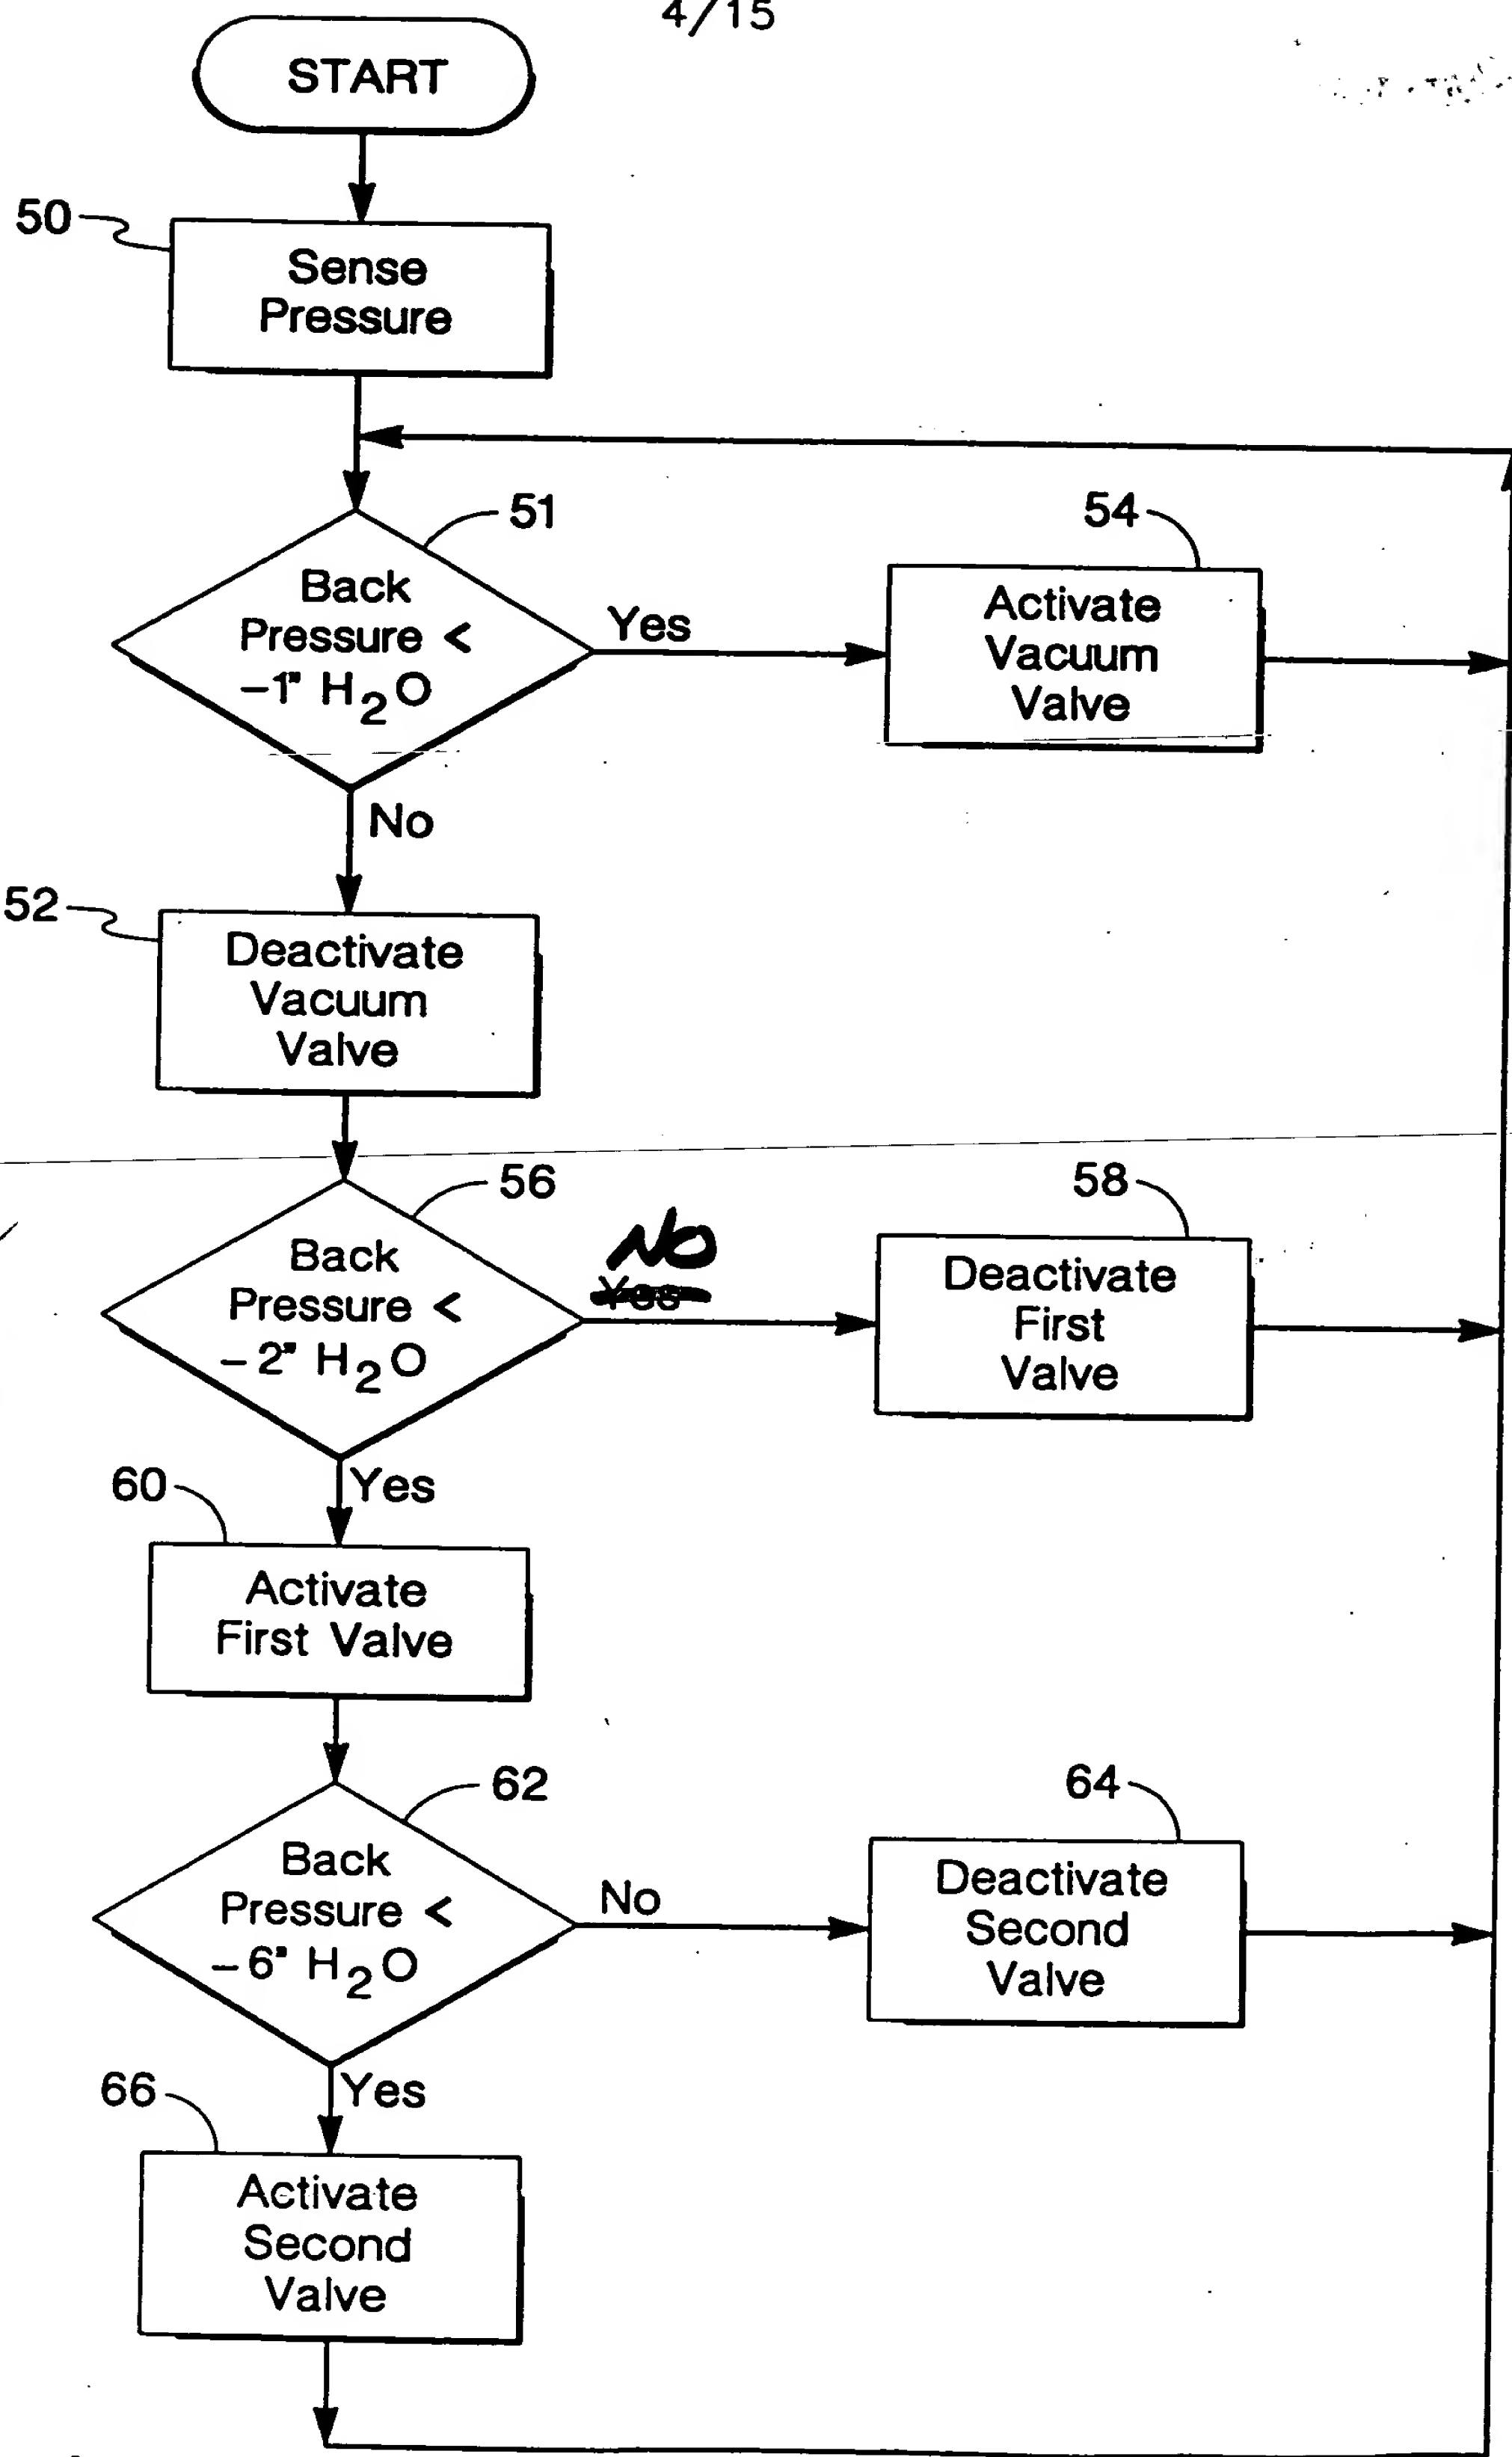 4/15
START
50
Sense
Pressure
51
54
Back
Pressure <
-1" H2O
Yes
Activate
Vacuum
Valve
No
52
Deactivate
Vacuum
Valve
56
58
Back
Pressure <
-2" H2O
NO
Yes
Deactivate
First
Valve
60
Yes
Activate
First Valve
62
64
Back
Pressure <
-6" H2O
No
Deactivate
Second
Valve
66
Yes
Activate
Second
Valve